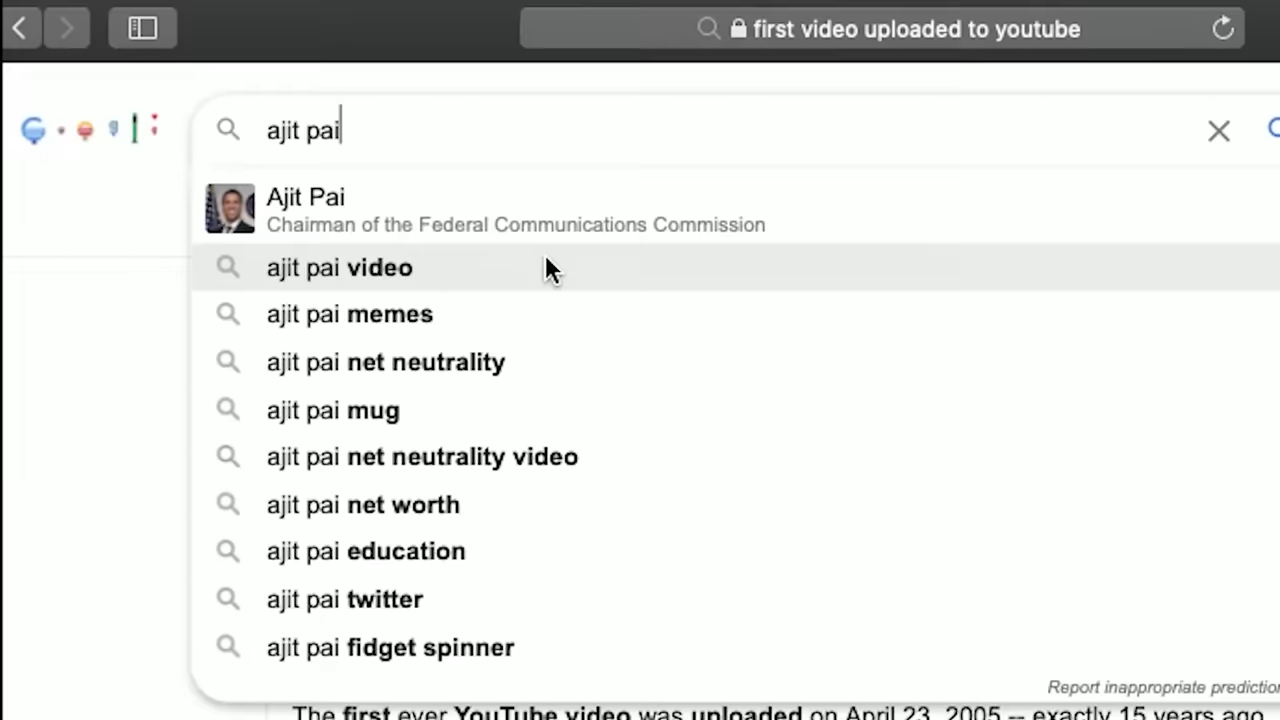 first video uploaded to youtube
ajit pai
Ajit Pai
Chairman of the Federal Communications Commission
ajit pai video
ajit pai memes
ajit pai net neutrality
ajit pai mug
ajit pai net neutrality video
ajit pai net worth
ajit pai education
ajit pai twitter
ajit pai fidget spinner
Report inappropriate prediction
The first ever YouTube video was uploaded on April 23, 2005 -- exactly 15 years ago